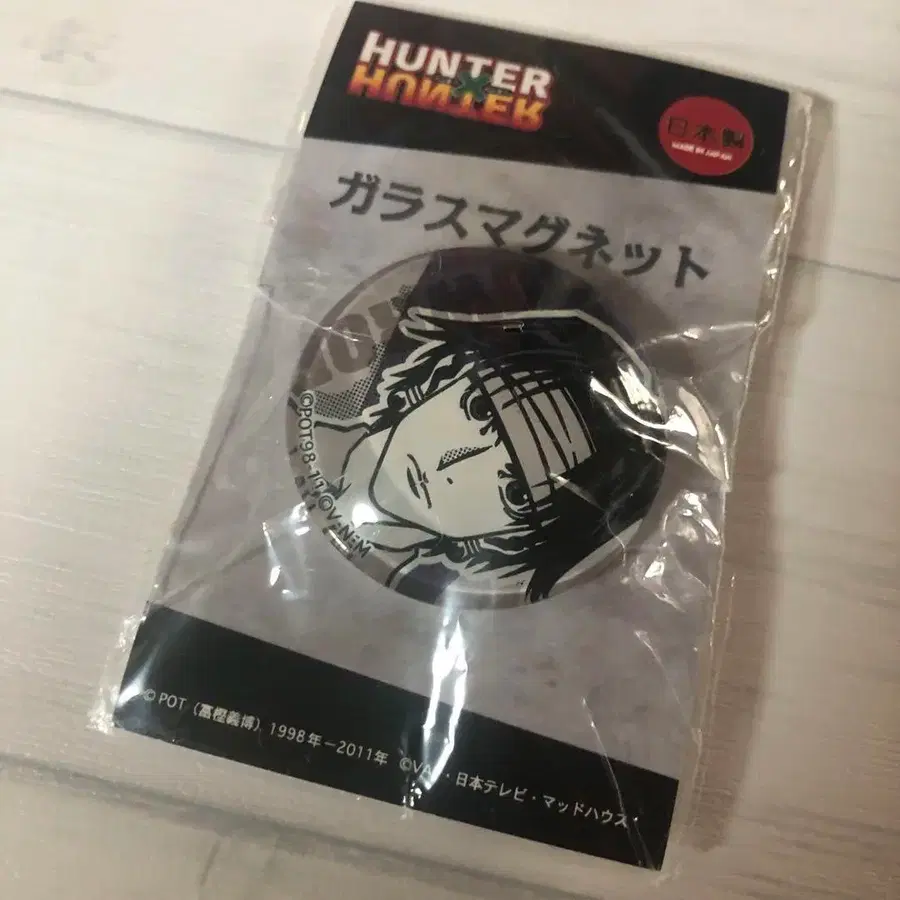 HUNTER
HUNTER
日本製
MADE IN JAPAN
ガラスマグネット
©POT98-11©V・N・M
©POT（冨樫義博）1998年-2011年 ©VAP・日本テレビ・マッドハウス